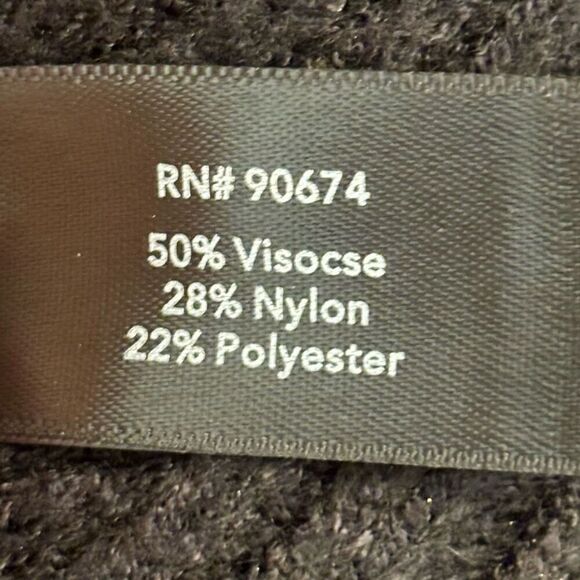 RN# 90674
50% Visocse
28% Nylon
22% Polyester